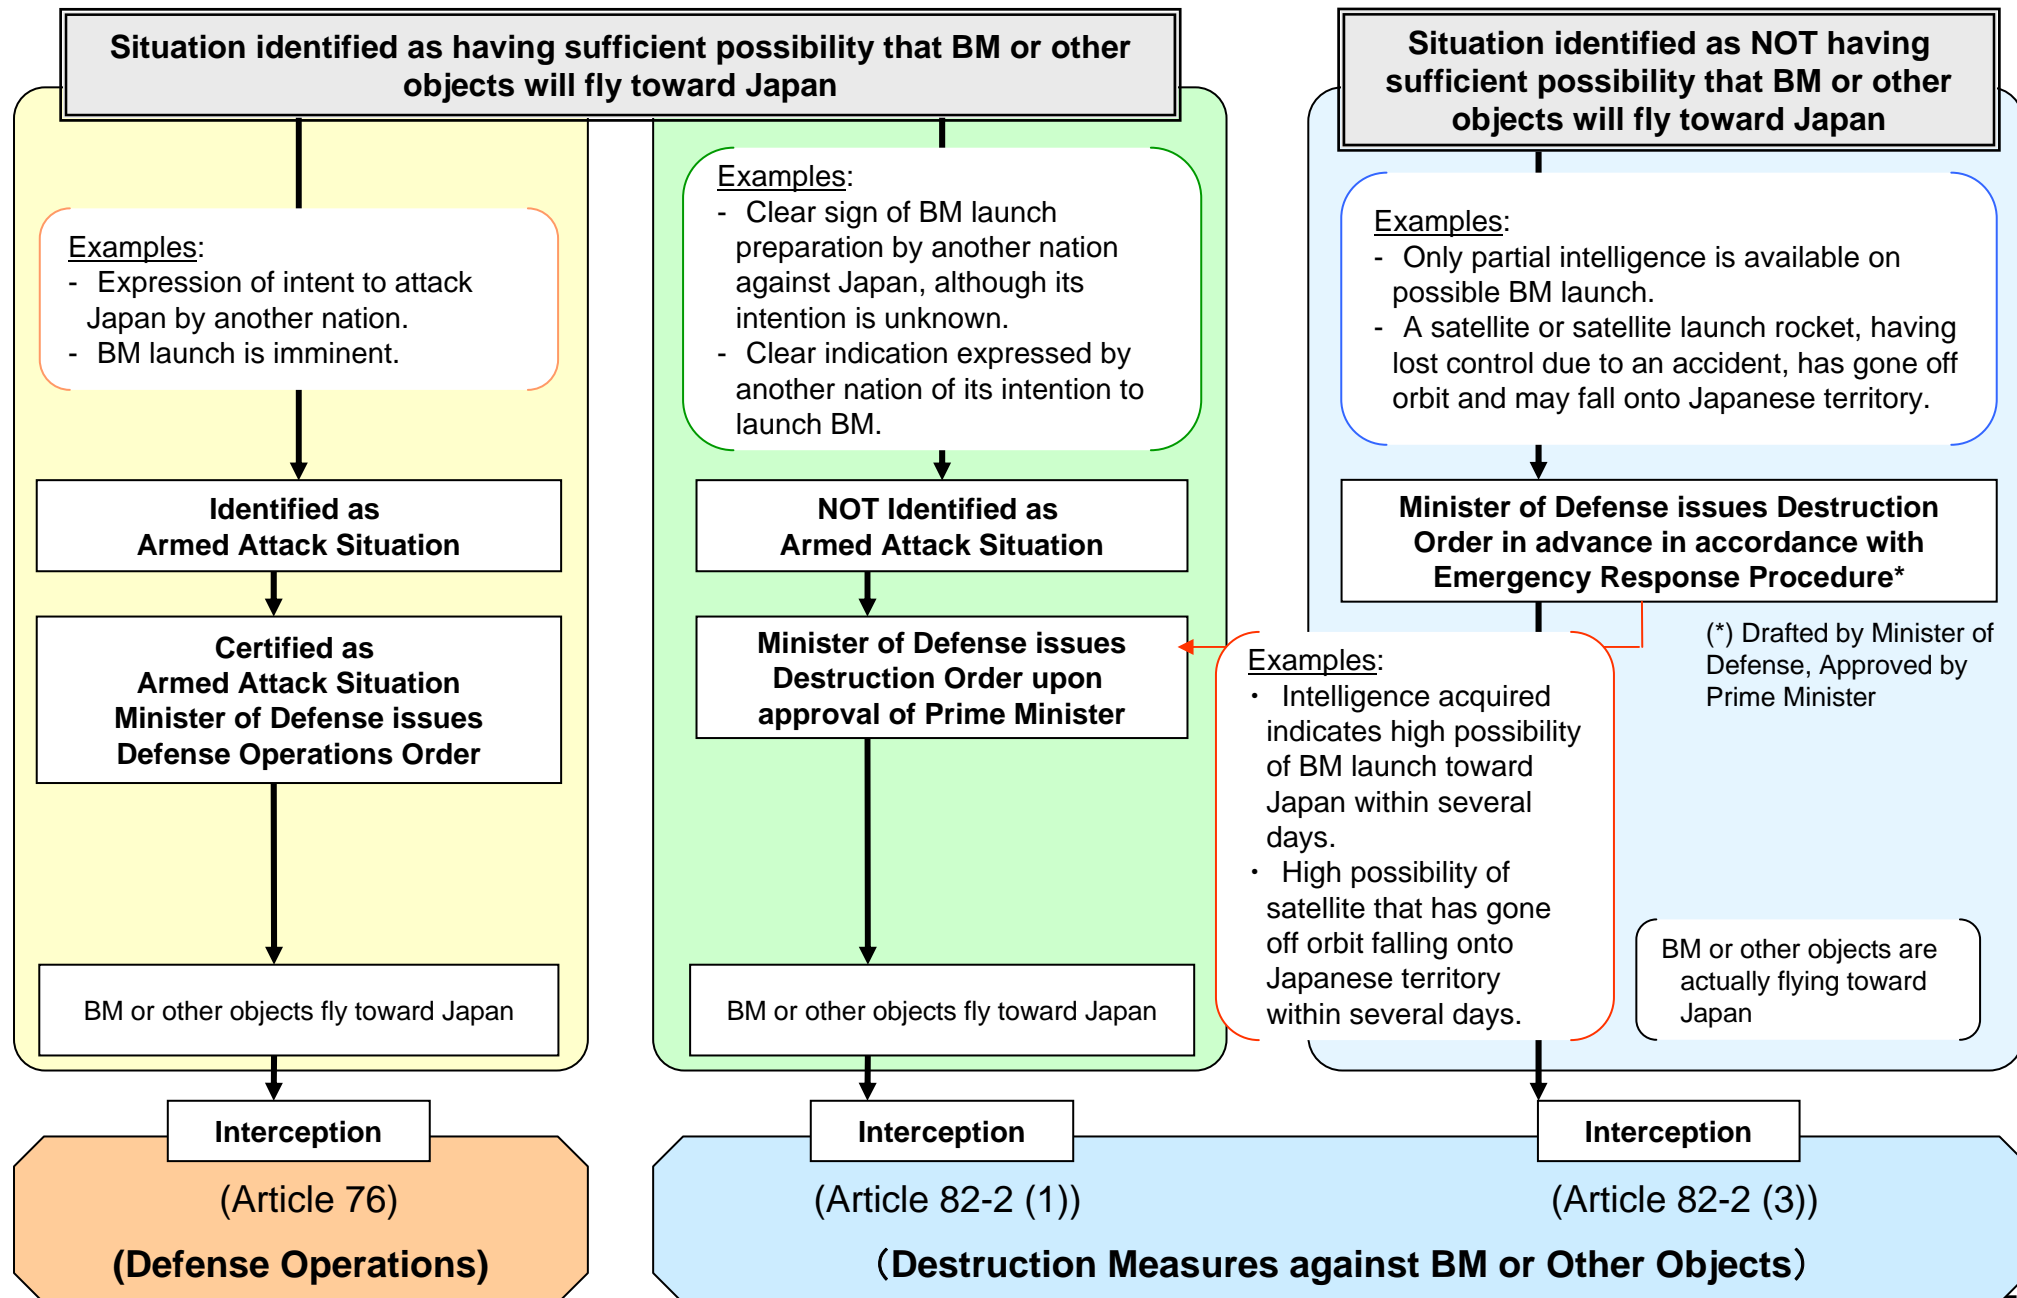 Situation identified as having sufficient possibility that BM or other
objects will fly toward Japan
Examples:
- Expression of intent to attack
Japan by another nation.
- BM launch is imminent.
Identified as
Armed Attack Situation
Certified as
Armed Attack Situation
Minister of Defense issues
Defense Operations Order
BM or other objects fly toward Japan
Interception
(Article 76)
(Defense Operations)
Examples:
- Clear sign of BM launch
preparation by another nation
against Japan, although its
intention is unknown.
- Clear indication expressed by
another nation of its intention to
launch BM.
NOT Identified as
Armed Attack Situation
Minister of Defense issues
Destruction Order upon
approval of Prime Minister
BM or other objects fly toward Japan
Interception
(Article 82-2 (1))
Situation identified as NOT having
sufficient possibility that BM or other
objects will fly toward Japan
Examples:
- Only partial intelligence is available on
possible BM launch.
- A satellite or satellite launch rocket, having
lost control due to an accident, has gone off
orbit and may fall onto Japanese territory.
Minister of Defense issues Destruction
Order in advance in accordance with
Emergency Response Procedure*
(*) Drafted by Minister of
Defense, Approved by
Prime Minister
Examples:
・ Intelligence acquired
indicates high possibility
of BM launch toward
Japan within several
days.
・ High possibility of
satellite that has gone
off orbit falling onto
Japanese territory
within several days.
BM or other objects are
actually flying toward
Japan
Interception
(Article 82-2 (3))
（Destruction Measures against BM or Other Objects）